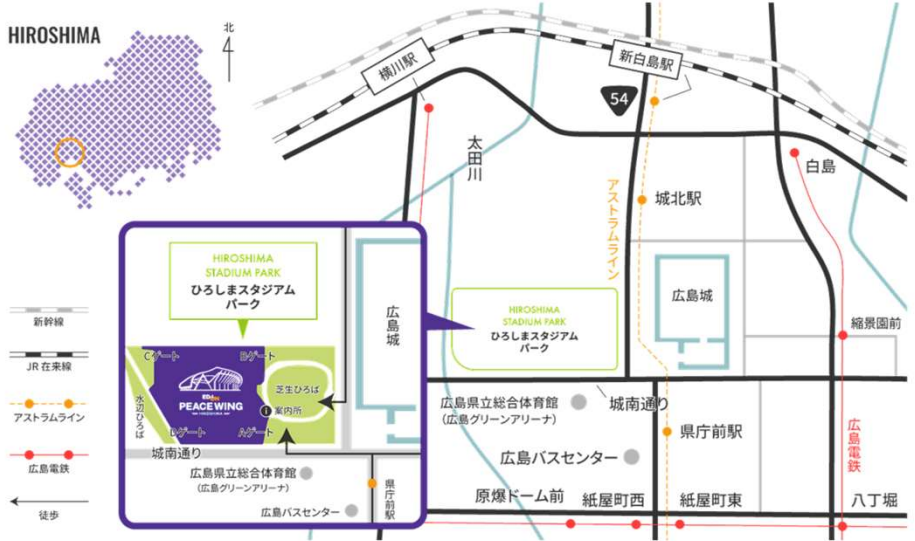 HIROSHIMA
北
横川駅
新白島駅
54
太田川
白島
アストラムライン
城北駅
HIROSHIMA
STADIUM PARK
ひろしまスタジアム
パーク
広島城
広島城
HIROSHIMA
STADIUM PARK
ひろしまスタジアム
パーク
縮景園前
新幹線
JR在来線
アストラムライン
広島電鉄
徒歩
Cゲート
Bゲート
水辺ひろば
PEACE WING
芝生ひろば
i
案内所
Dゲート
Aゲート
城南通り
広島県立総合体育館
(広島グリーンアリーナ)
広島バスセンター
県庁前駅
城南通り
広島県立総合体育館
(広島グリーンアリーナ)
県庁前駅
広島バスセンター
広島電鉄
原爆ドーム前
紙屋町西
紙屋町東
八丁堀